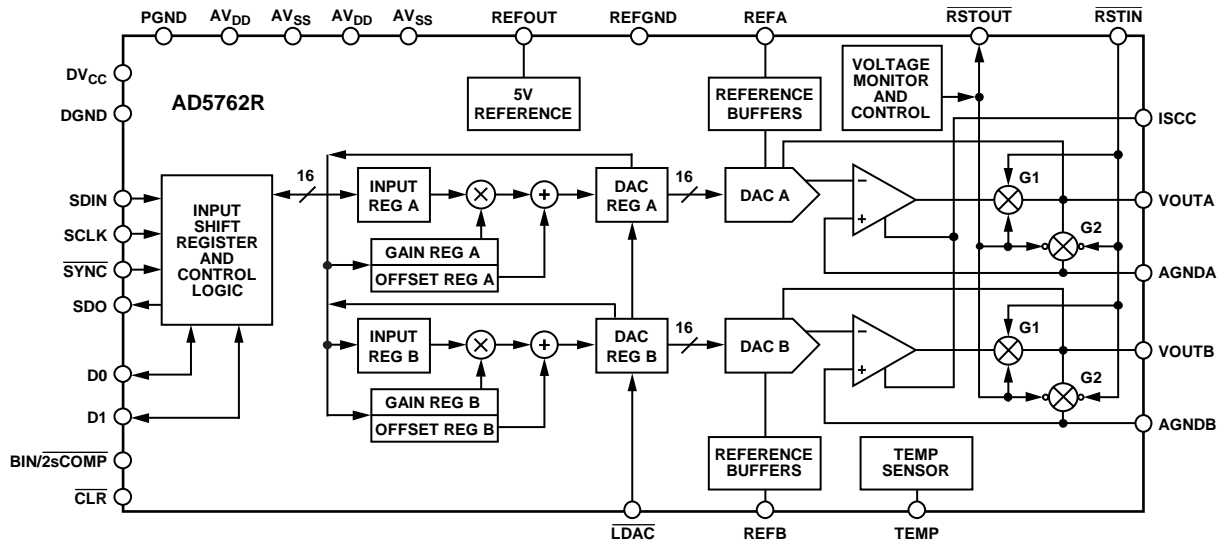 PGND AVDD AVSS AVDD AVSS REFOUT REFGND REFA RSTOUT RSTIN
DVCC
DGND
AD5762R
5V
REFERENCE
REFERENCE
BUFFERS
VOLTAGE
MONITOR
AND
CONTROL
ISCC
SDIN
SCLK
SYNC
SDO
D0
D1
BIN/2sCOMP
CLR
INPUT
SHIFT
REGISTER
AND
CONTROL
LOGIC
16
INPUT
REG A
×
+
DAC
REG A
16
DAC A
−
+
G1
G2
VOUTA
AGNDA
GAIN REG A
OFFSET REG A
INPUT
REG B
×
+
DAC
REG B
16
DAC B
−
+
G1
G2
VOUTB
AGNDB
GAIN REG B
OFFSET REG B
REFERENCE
BUFFERS
TEMP
SENSOR
LDAC REFB TEMP